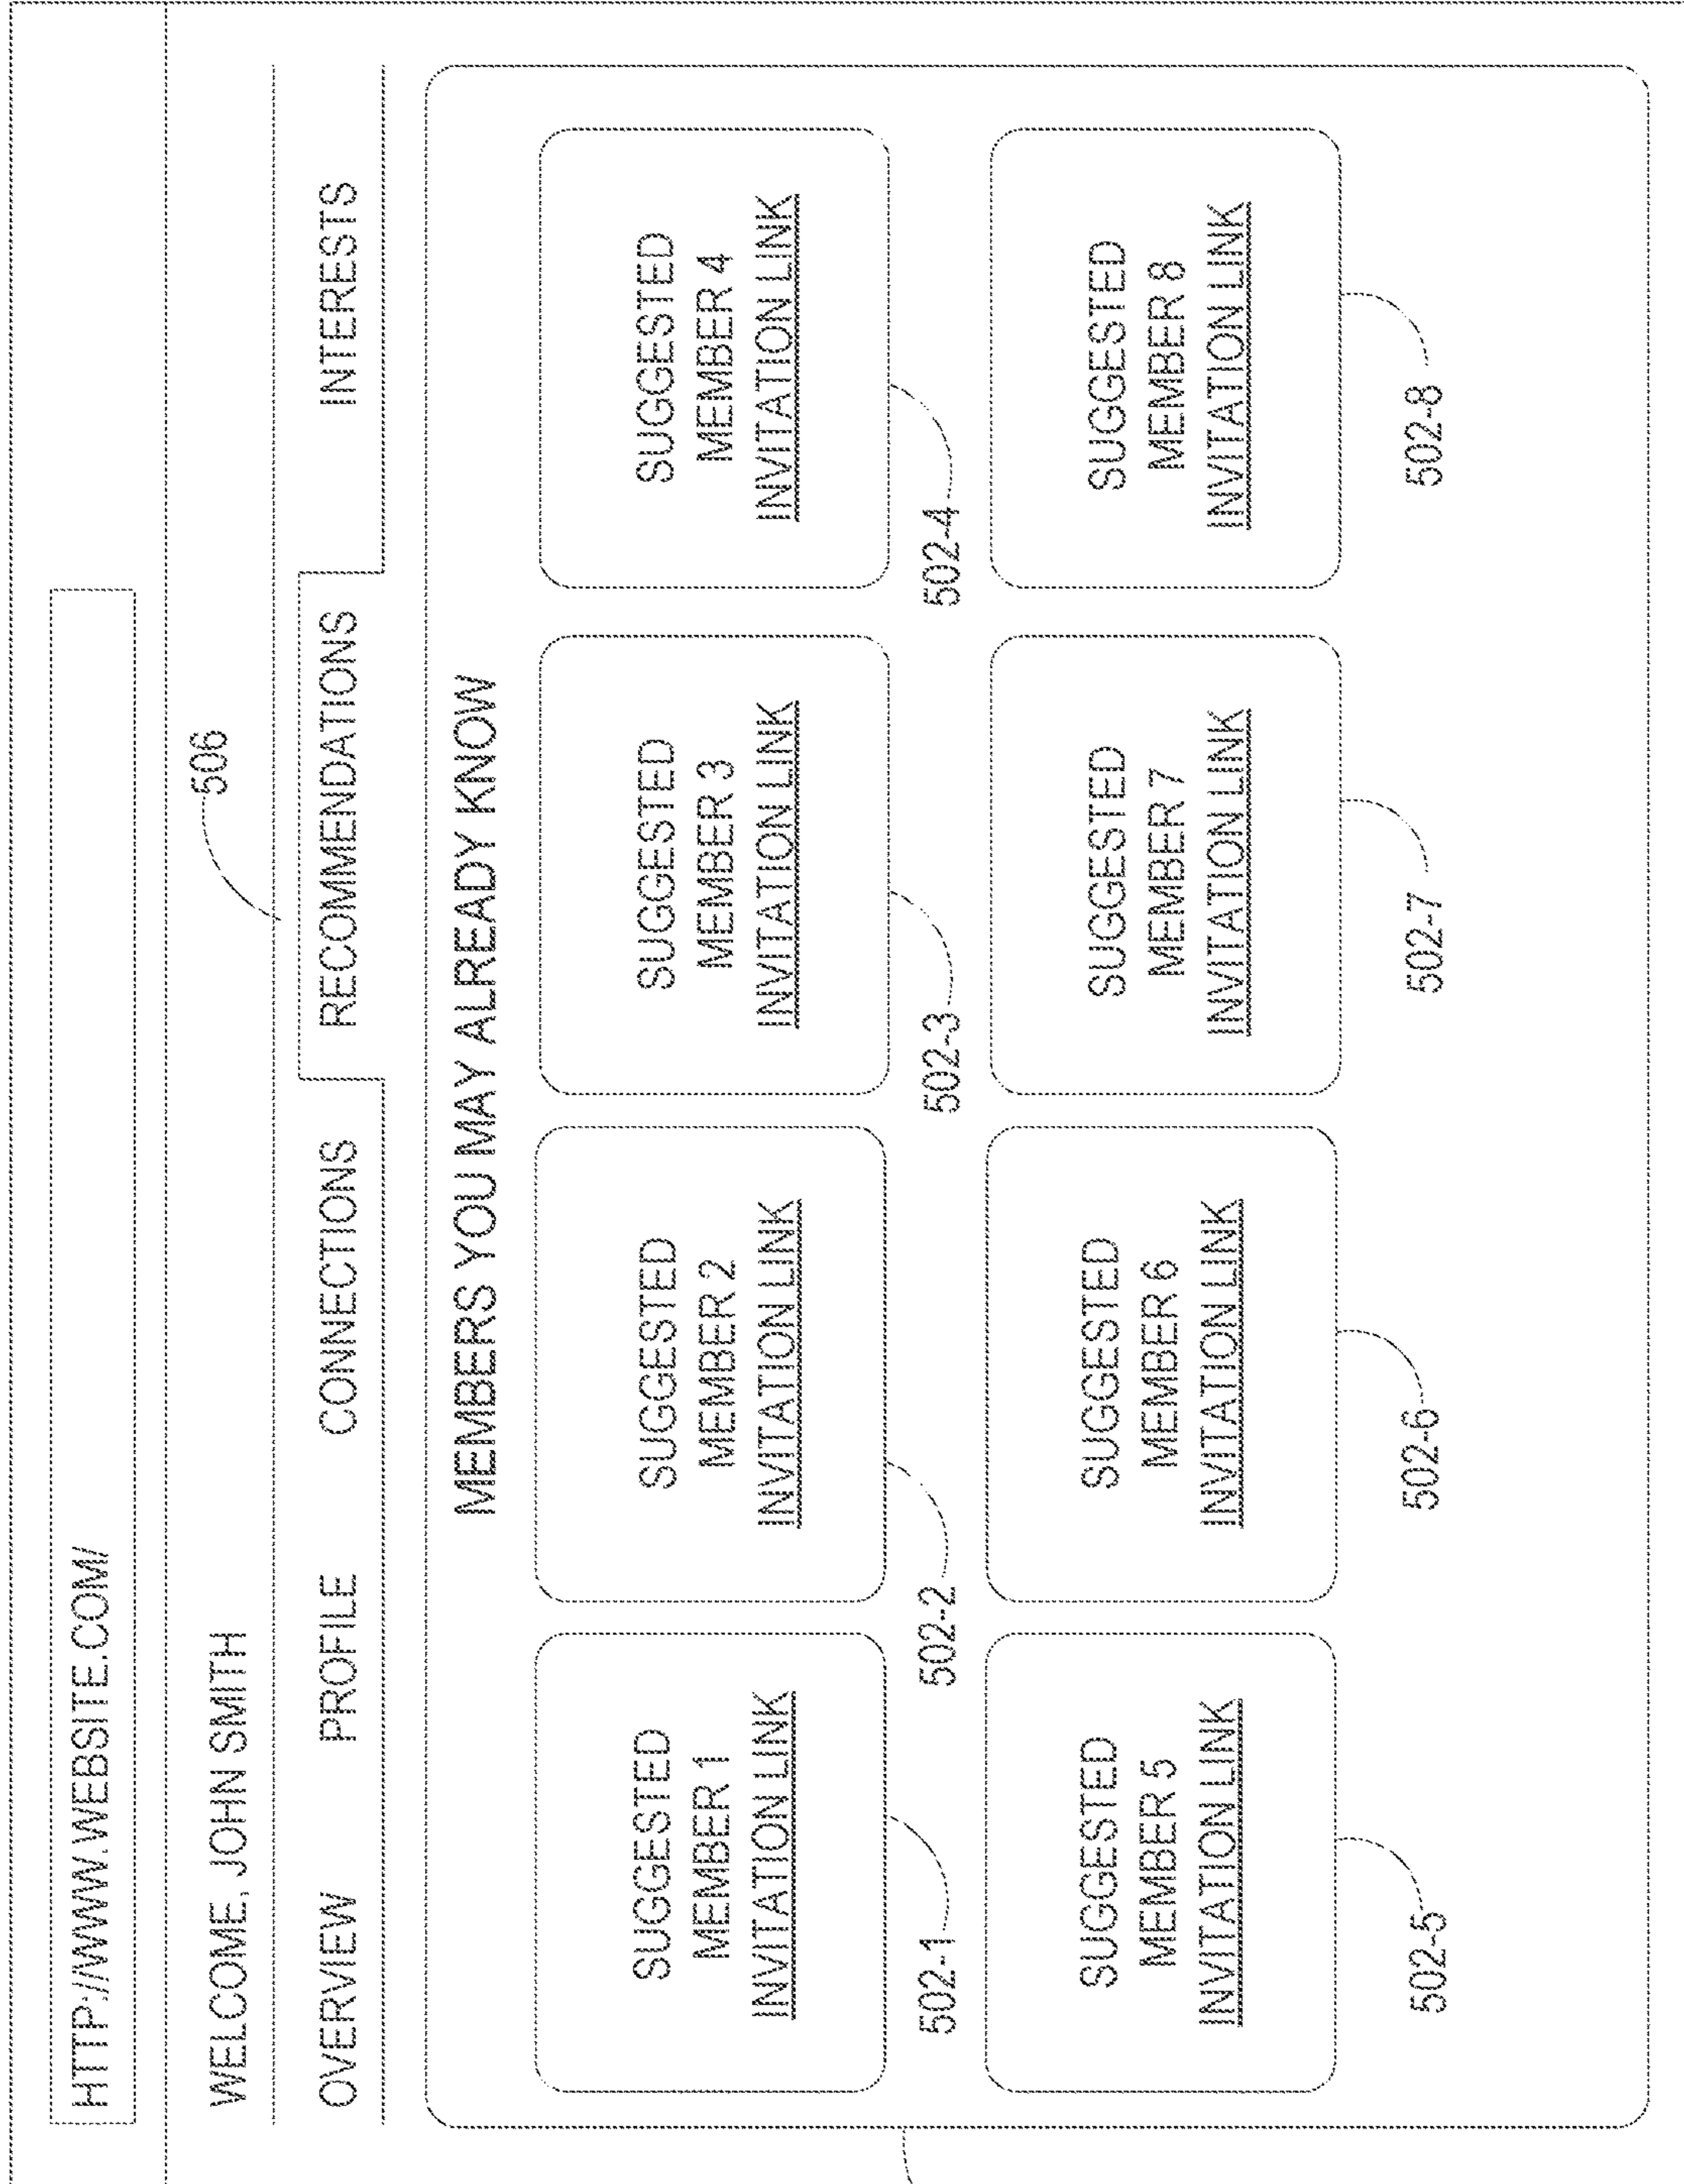 HTTP://WWW.WEBSITE.COM/
WELCOME, JOHN SMITH
506
OVERVIEW PROFILE CONNECTIONS RECOMMENDATIONS INTERESTS
MEMBERS YOU MAY ALREADY KNOW
SUGGESTED
MEMBER 1
INVITATION LINK
502-1
SUGGESTED
MEMBER 2
INVITATION LINK
502-2
SUGGESTED
MEMBER 3
INVITATION LINK
502-3
SUGGESTED
MEMBER 4
INVITATION LINK
502-4
SUGGESTED
MEMBER 5
INVITATION LINK
502-5
SUGGESTED
MEMBER 6
INVITATION LINK
502-6
SUGGESTED
MEMBER 7
INVITATION LINK
502-7
SUGGESTED
MEMBER 8
INVITATION LINK
502-8